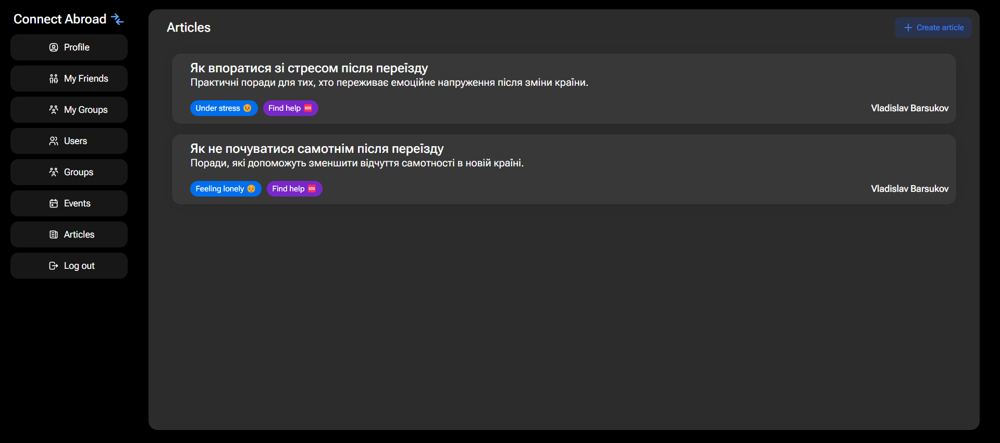 Connect Abroad
Profile
My Friends
My Groups
Users
Groups
Events
Articles
Log out
Articles
Create article
Як впоратися зі стресом після переїзду
Практичні поради для тих, хто переживає емоційне напруження після зміни країни.
Under stress 😣 Find help 🆘
Vladislav Barsukov
Як не почуватися самотнім після переїзду
Поради, які допоможуть зменшити відчуття самотності в новій країні.
Feeling lonely 😔 Find help 🆘
Vladislav Barsukov